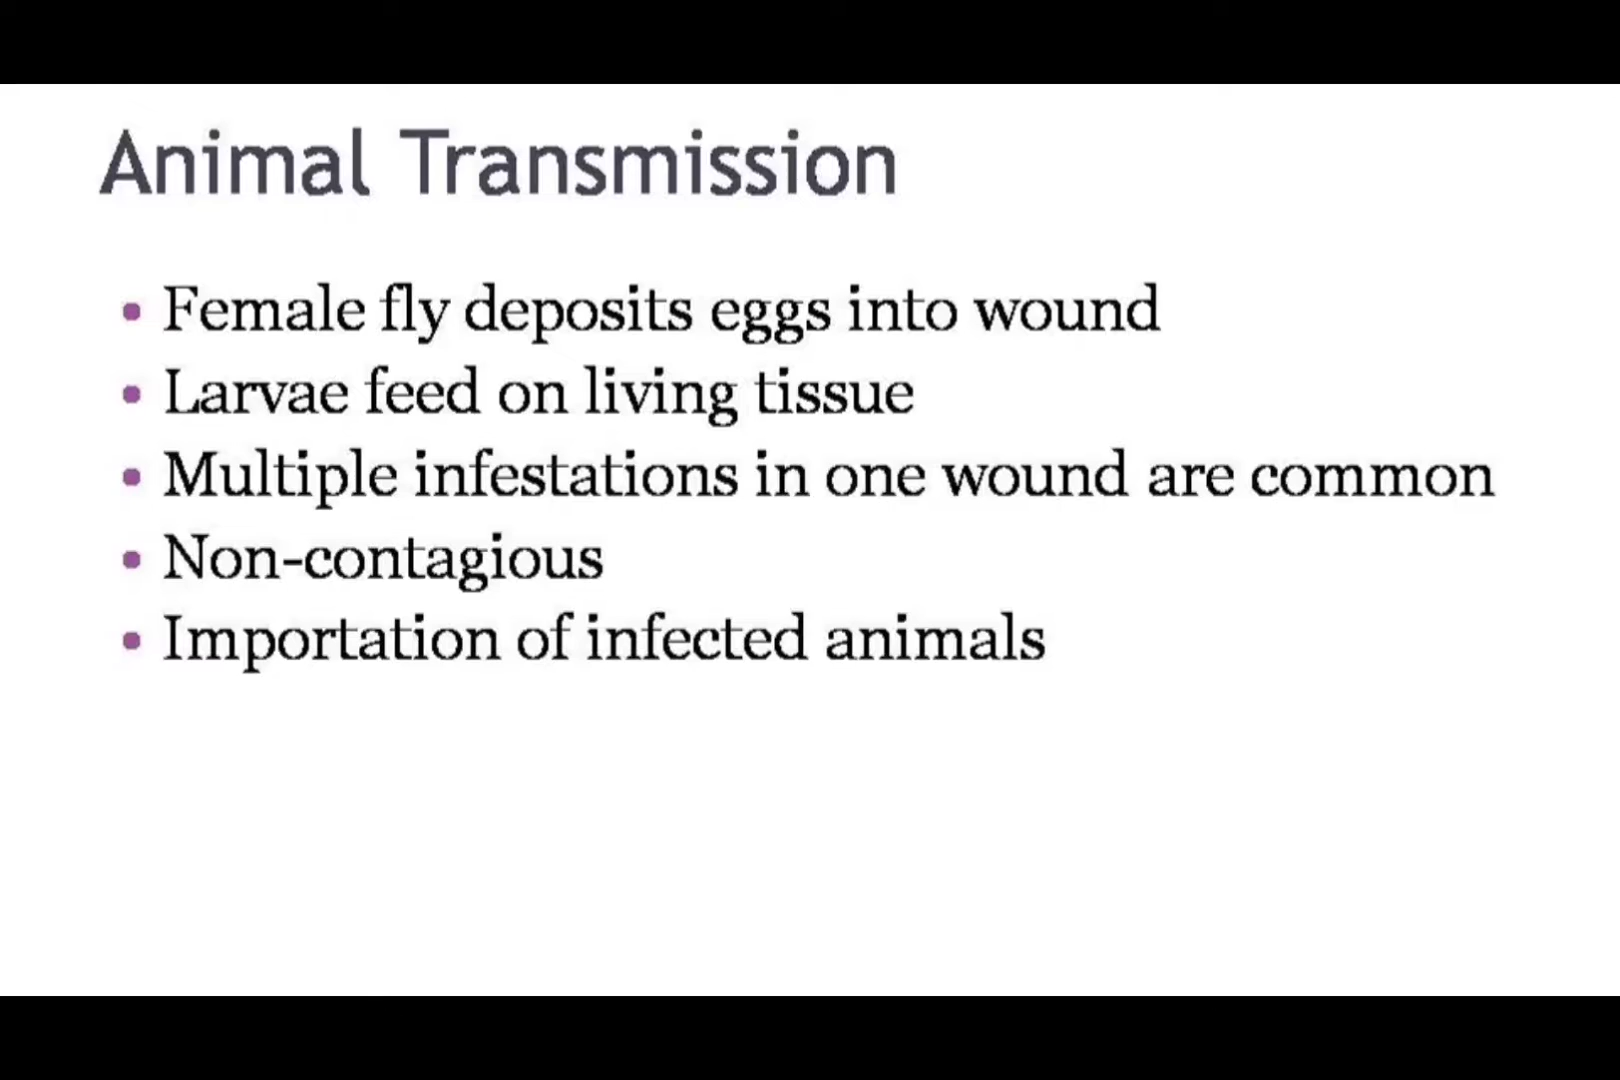 Animal Transmission
• Female fly deposits eggs into wound
• Larvae feed on living tissue
• Multiple infestations in one wound are common
• Non-contagious
• Importation of infected animals